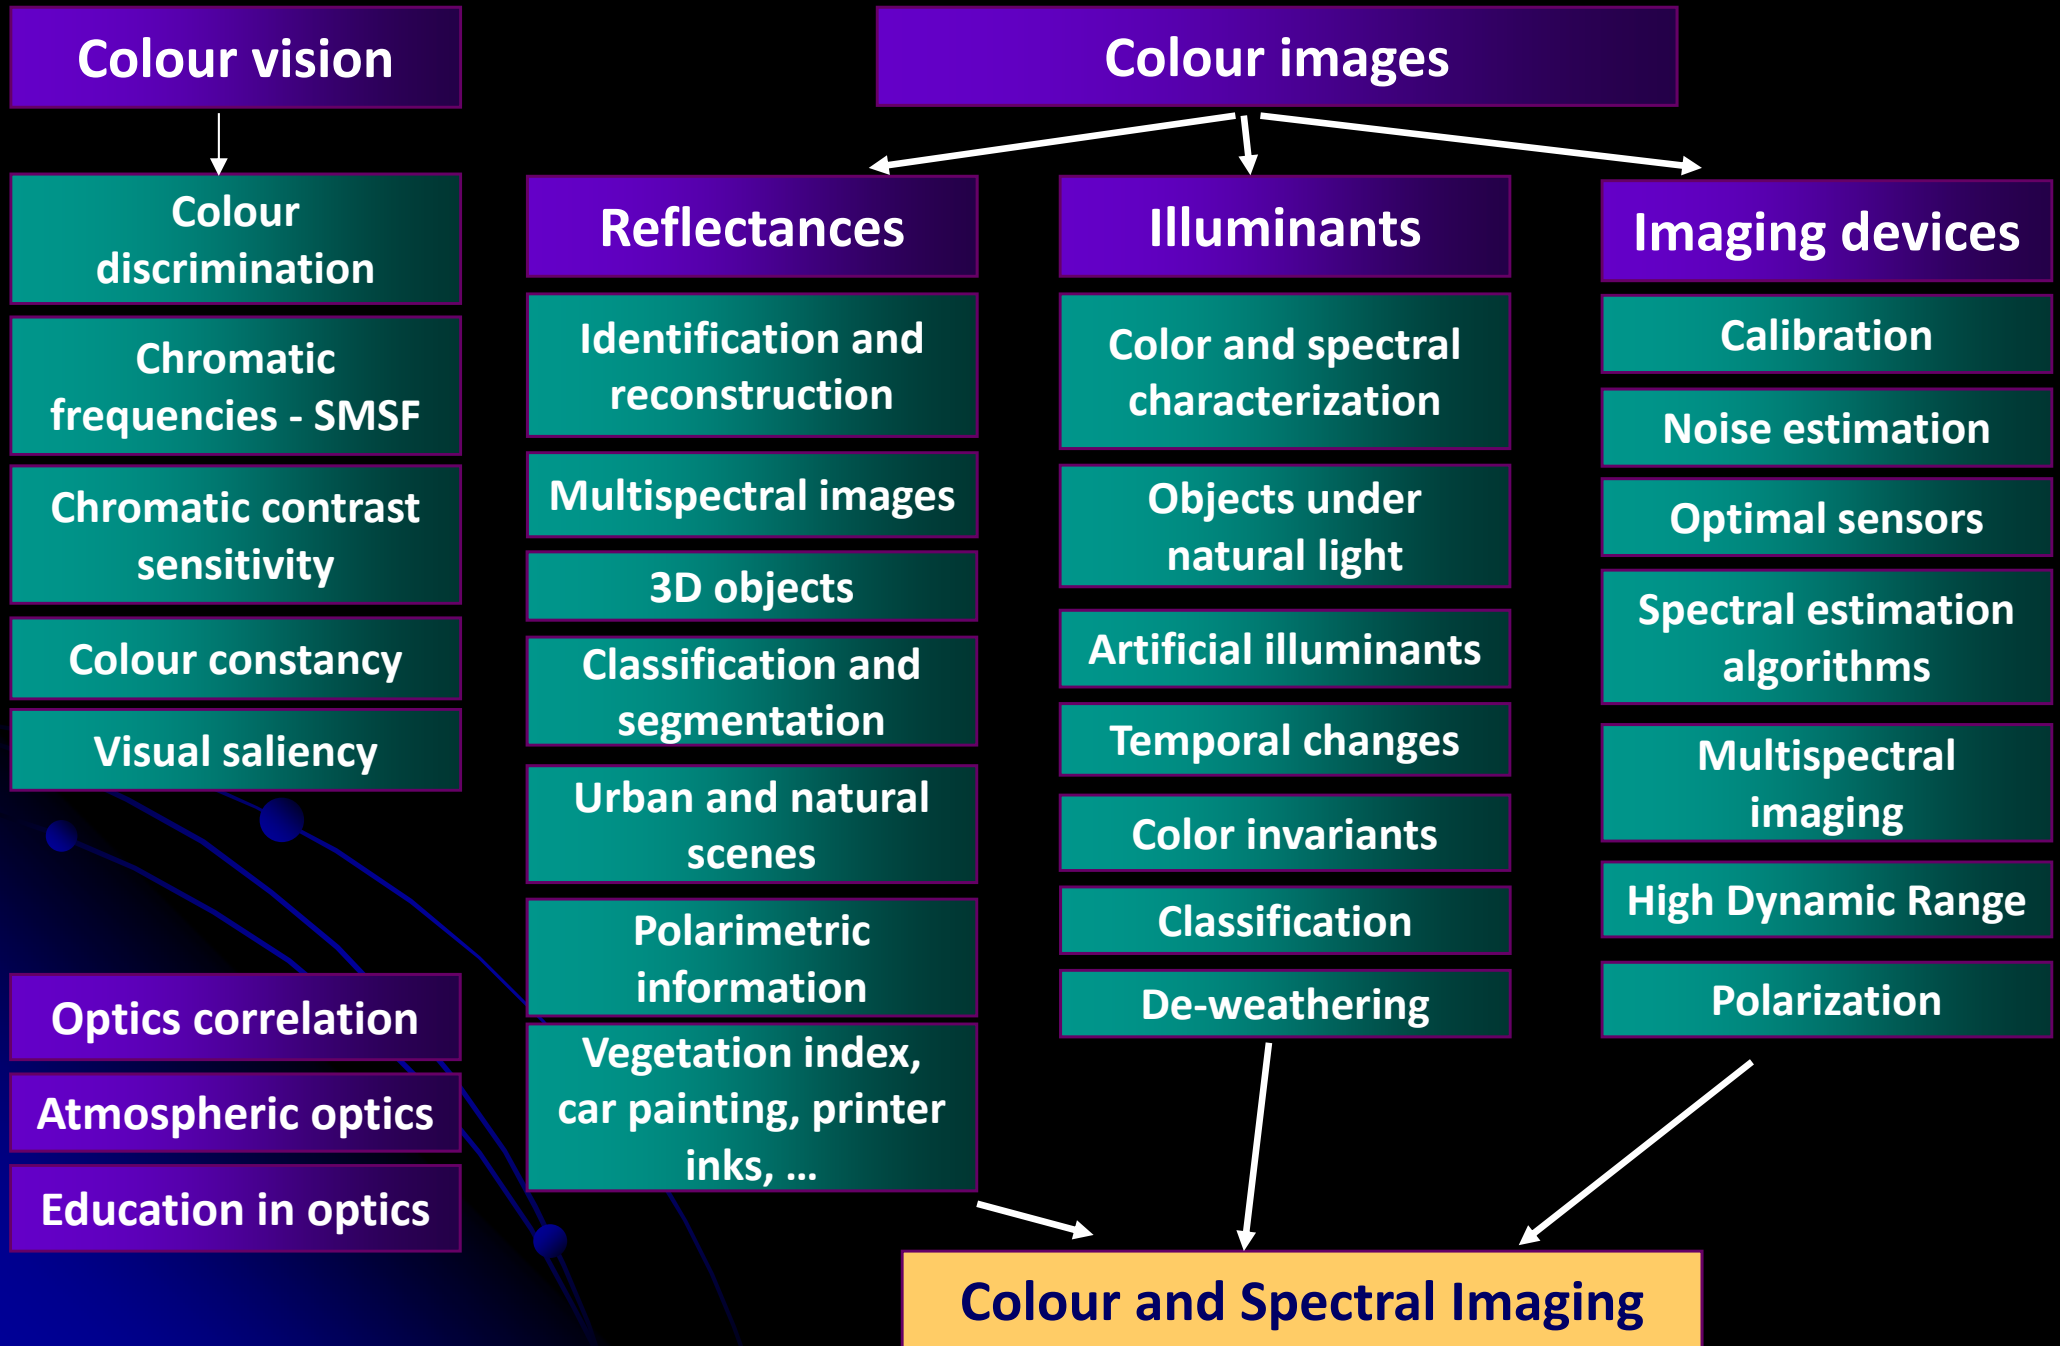 Colour vision
Colour
discrimination
Chromatic
frequencies - SMSF
Chromatic contrast
sensitivity
Colour constancy
Visual saliency
Optics correlation
Atmospheric optics
Education in optics
Colour images
Reflectances
Identification and
reconstruction
Multispectral images
3D objects
Classification and
segmentation
Urban and natural
scenes
Polarimetric
information
Vegetation index,
car painting, printer
inks, ...
Illuminants
Color and spectral
characterization
Objects under
natural light
Artificial illuminants
Temporal changes
Color invariants
Classification
De-weathering
Imaging devices
Calibration
Noise estimation
Optimal sensors
Spectral estimation
algorithms
Multispectral
imaging
High Dynamic Range
Polarization
Colour and Spectral Imaging